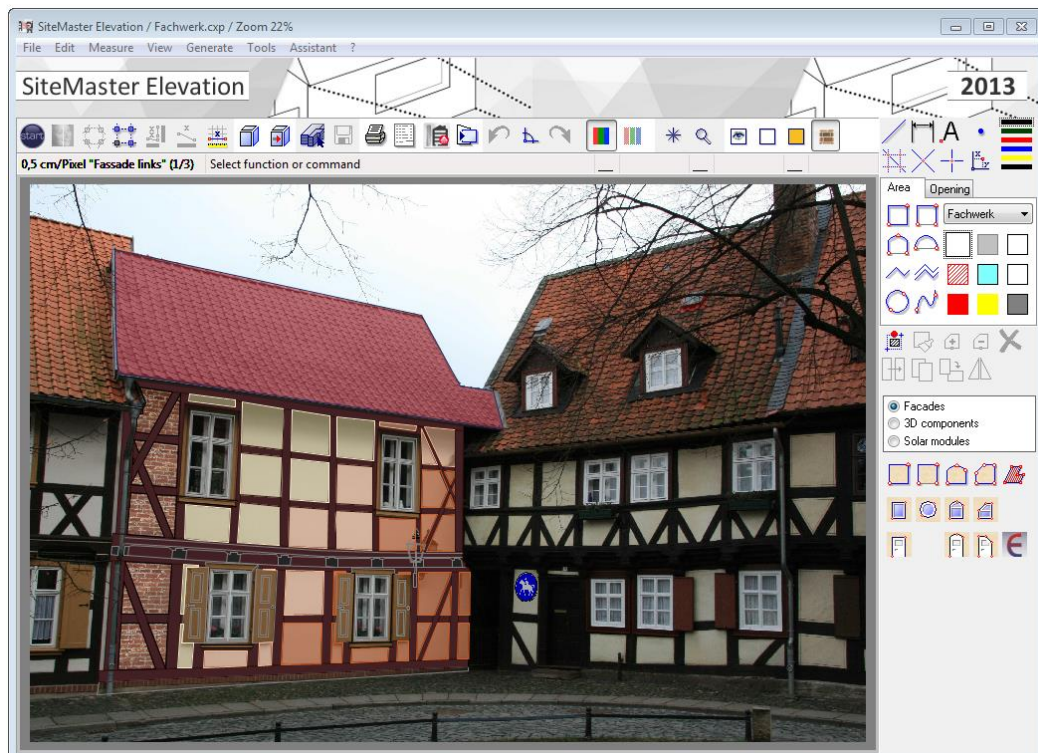 SiteMaster Elevation / Fachwerk.cxp / Zoom 22%
File Edit Measure View Generate Tools Assistant ?
SiteMaster Elevation
2013
start
0,5 cm/Pixel "Fassade links" (1/3) Select function or command
A
Area Opening
Fachwerk
Facades
3D components
Solar modules